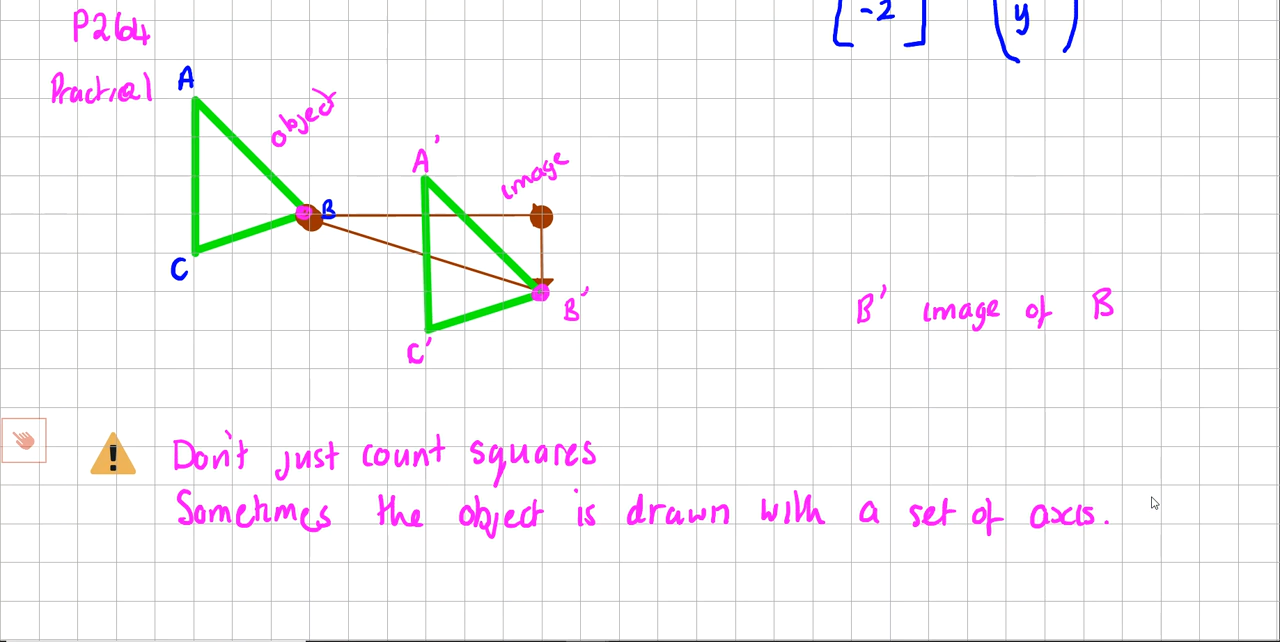 P264
[-2] (y)
Practical
A
object
A'
image
B
C
B'
B' image of B
C'
Don't just count squares
Sometimes the object is drawn with a set of axis.